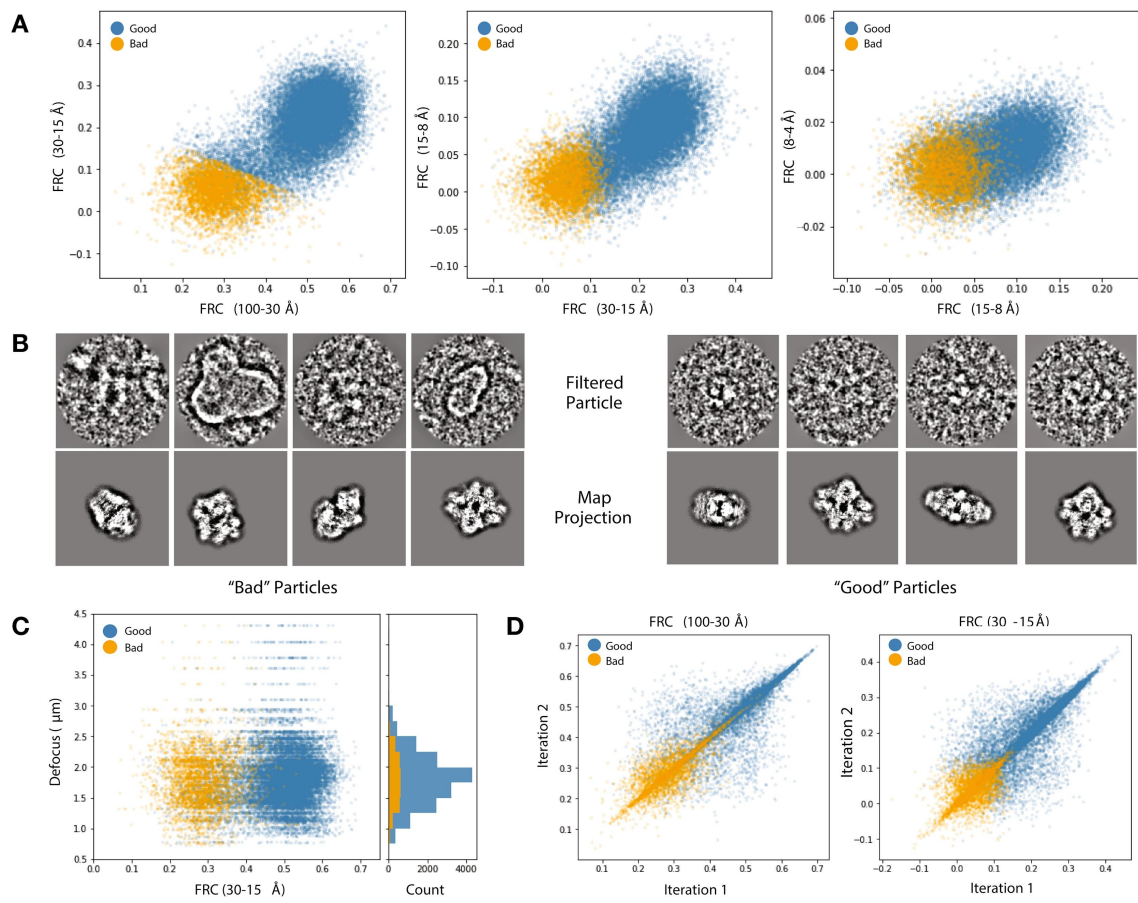 A
Good
Bad
FRC (30-15 Å)
0.4
0.3
0.2
0.1
0.0
−0.1
0.1 0.2 0.3 0.4 0.5 0.6 0.7
FRC (100-30 Å)
Good
Bad
FRC (15-8 Å)
0.20
0.15
0.10
0.05
0.00
−0.05
−0.10
−0.1 0.0 0.1 0.2 0.3 0.4
FRC (30-15 Å)
Good
Bad
FRC (8-4 Å)
0.06
0.04
0.02
0.00
−0.02
−0.10 −0.05 0.00 0.05 0.10 0.15 0.20
FRC (15-8 Å)
B
Filtered
Particle
Map
Projection
“Bad” Particles
“Good” Particles
C
Good
Bad
Defocus ( μm)
4.5
4.0
3.5
3.0
2.5
2.0
1.5
1.0
0.5
0.0 0.1 0.2 0.3 0.4 0.5 0.6 0.7
FRC (30-15 Å)
0 2000 4000
Count
D
FRC (100-30 Å)
Good
Bad
Iteration 2
0.7
0.6
0.5
0.4
0.3
0.2
0.1
0.1 0.2 0.3 0.4 0.5 0.6 0.7
Iteration 1
FRC (30 -15Å)
Good
Bad
Iteration 2
0.4
0.3
0.2
0.1
0.0
−0.1
−0.2 −0.1 0.0 0.1 0.2 0.3 0.4
Iteration 1